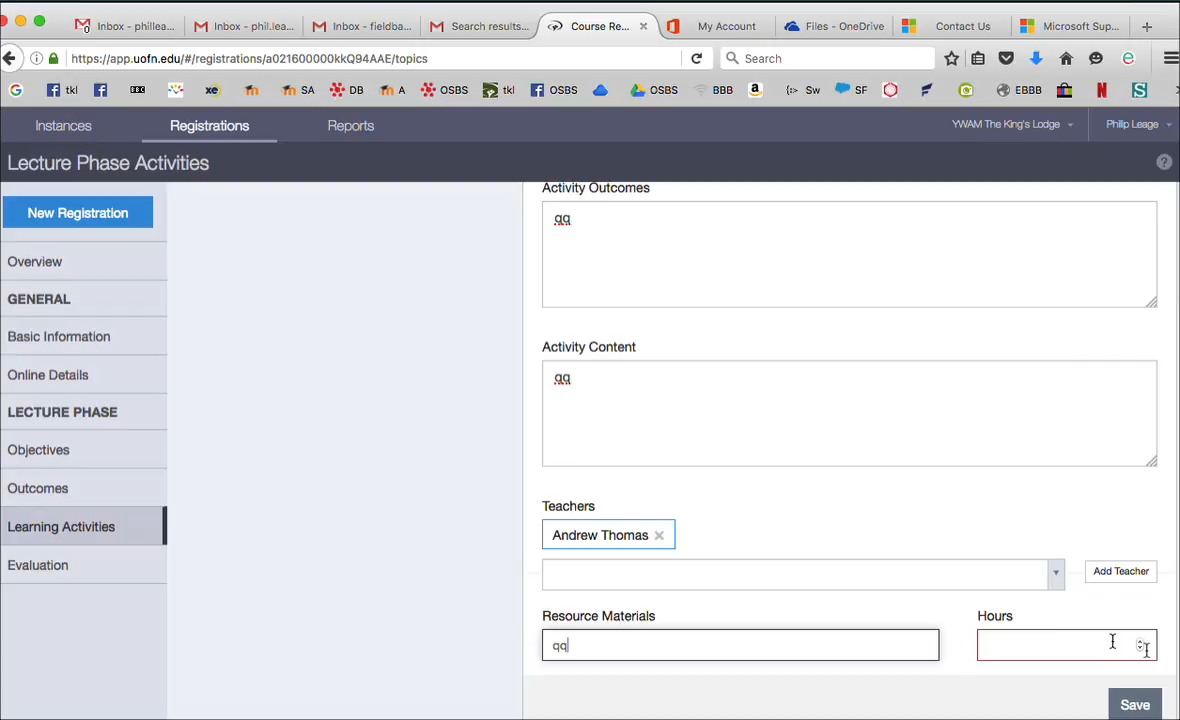 Inbox - phillea...
Inbox - phil.lea...
Inbox - fieldba...
Search results...
Course Re...
My Account
Files - OneDrive
Contact Us
Microsoft Sup...
https://app.uofn.edu/#/registrations/a021600000kkQ94AAE/topics
Search
tkl
BBC
xe
SA
DB
A
OSBS
tkl
OSBS
OSBS
BBB
Sw
SF
EBBB
Instances
Registrations
Reports
YWAM The King's Lodge
Philip Leage
Lecture Phase Activities
New Registration
Overview
GENERAL
Basic Information
Online Details
LECTURE PHASE
Objectives
Outcomes
Learning Activities
Evaluation
Activity Outcomes
qq
Activity Content
qq
Teachers
Andrew Thomas
Add Teacher
Resource Materials
Hours
qq
Save